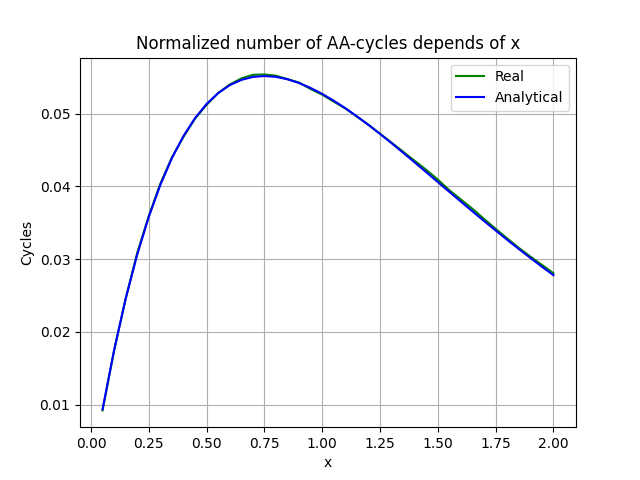 Normalized number of AA-cycles depends of x
Real
Analytical
0.05
0.04
0.03
0.02
0.01
Cycles
0.00 0.25 0.50 0.75 1.00 1.25 1.50 1.75 2.00
x